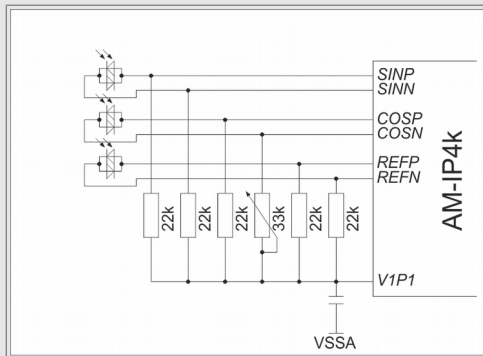 SINP
SINN
COSP
COSN
REFP
REFN
AM-IP4k
22k
22k
22k
33k
22k
22k
V1P1
VSSA